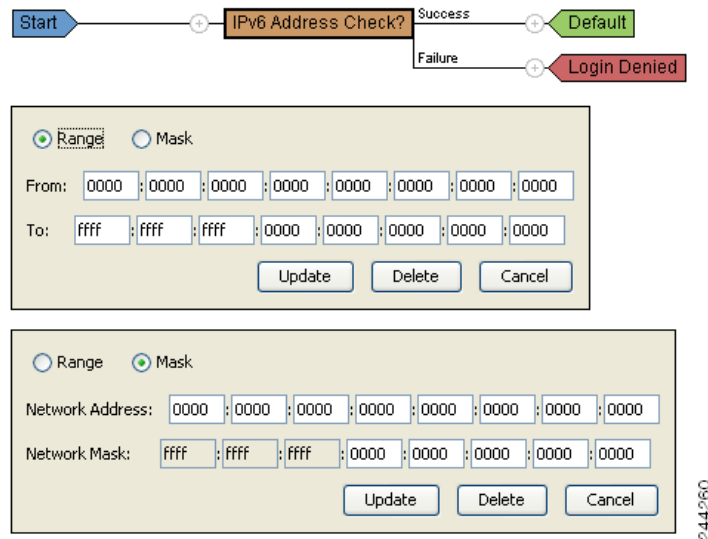 Start
IPv6 Address Check?
Success
Default
Failure
Login Denied
Range Mask
From: 0000 : 0000 : 0000 : 0000 : 0000 : 0000 : 0000 : 0000
To: ffff : ffff : ffff : 0000 : 0000 : 0000 : 0000 : 0000
Update Delete Cancel
Range Mask
Network Address: 0000 : 0000 : 0000 : 0000 : 0000 : 0000 : 0000 : 0000
Network Mask: ffff : ffff : ffff : 0000 : 0000 : 0000 : 0000 : 0000
Update Delete Cancel
244260